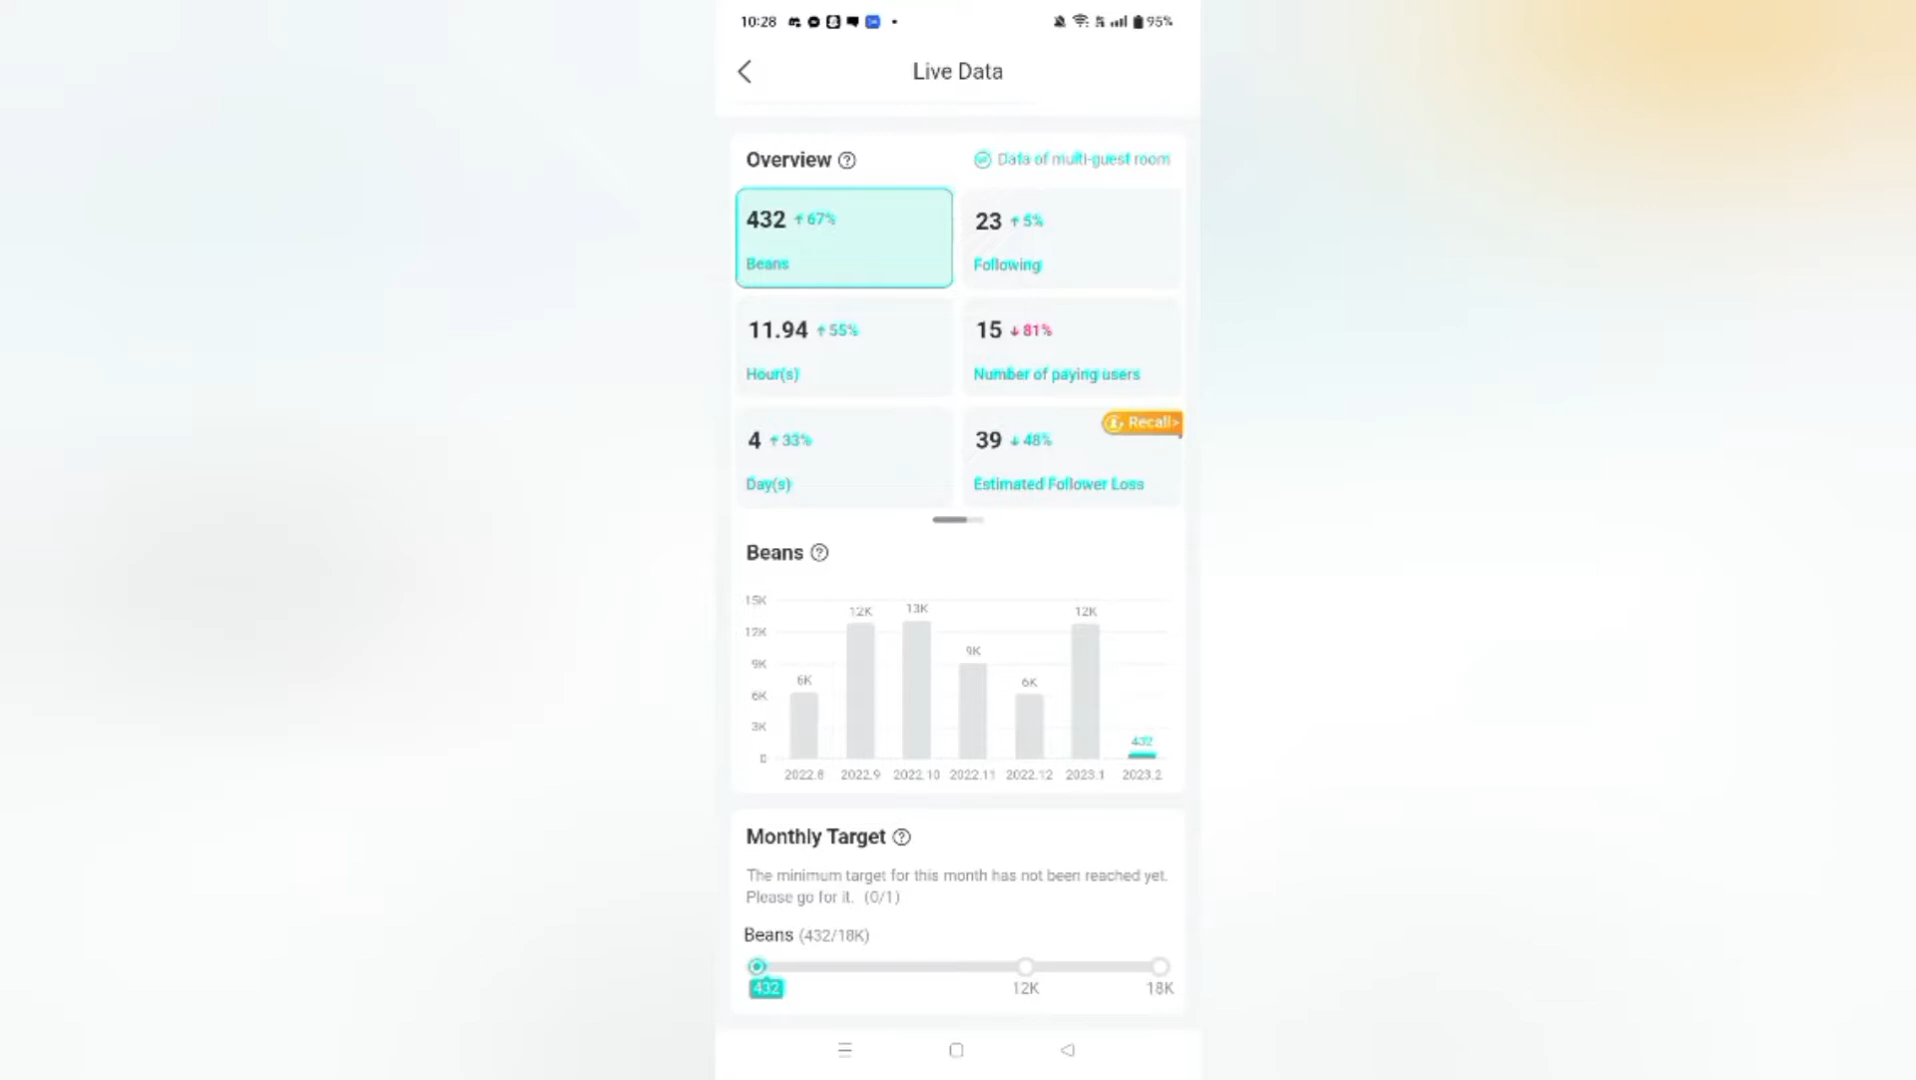 10:28
95%
Live Data
Overview
Data of multi-guest room
432 ↑ 67%
Beans
23 ↑ 5%
Following
11.94 ↑ 55%
Hour(s)
15 ↓ 81%
Number of paying users
4 ↑ 33%
Day(s)
Recall>
39 ↓ 48%
Estimated Follower Loss
Beans
15K
12K
9K
6K
3K
0
6K
12K
13K
9K
6K
12K
432
2022.8 2022.9 2022.10 2022.11 2022.12 2023.1 2023.2
Monthly Target
The minimum target for this month has not been reached yet.
Please go for it. (0/1)
Beans (432/18K)
432 12K 18K